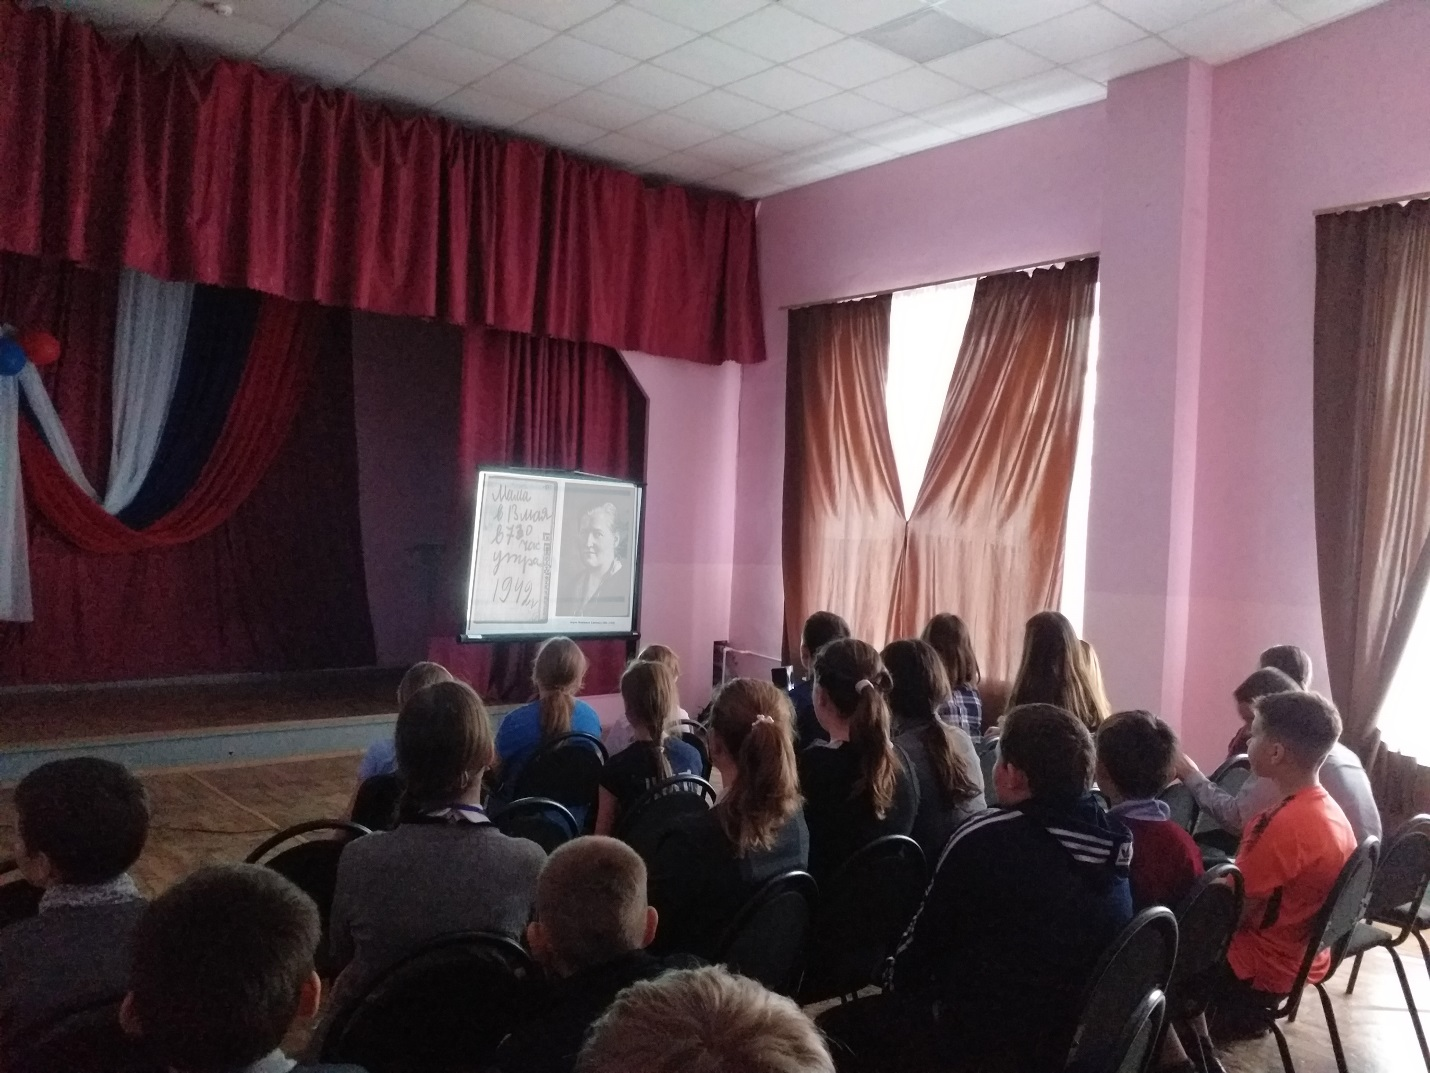 Мама
в 13 мая
в 7 30
час
утра
1942 г